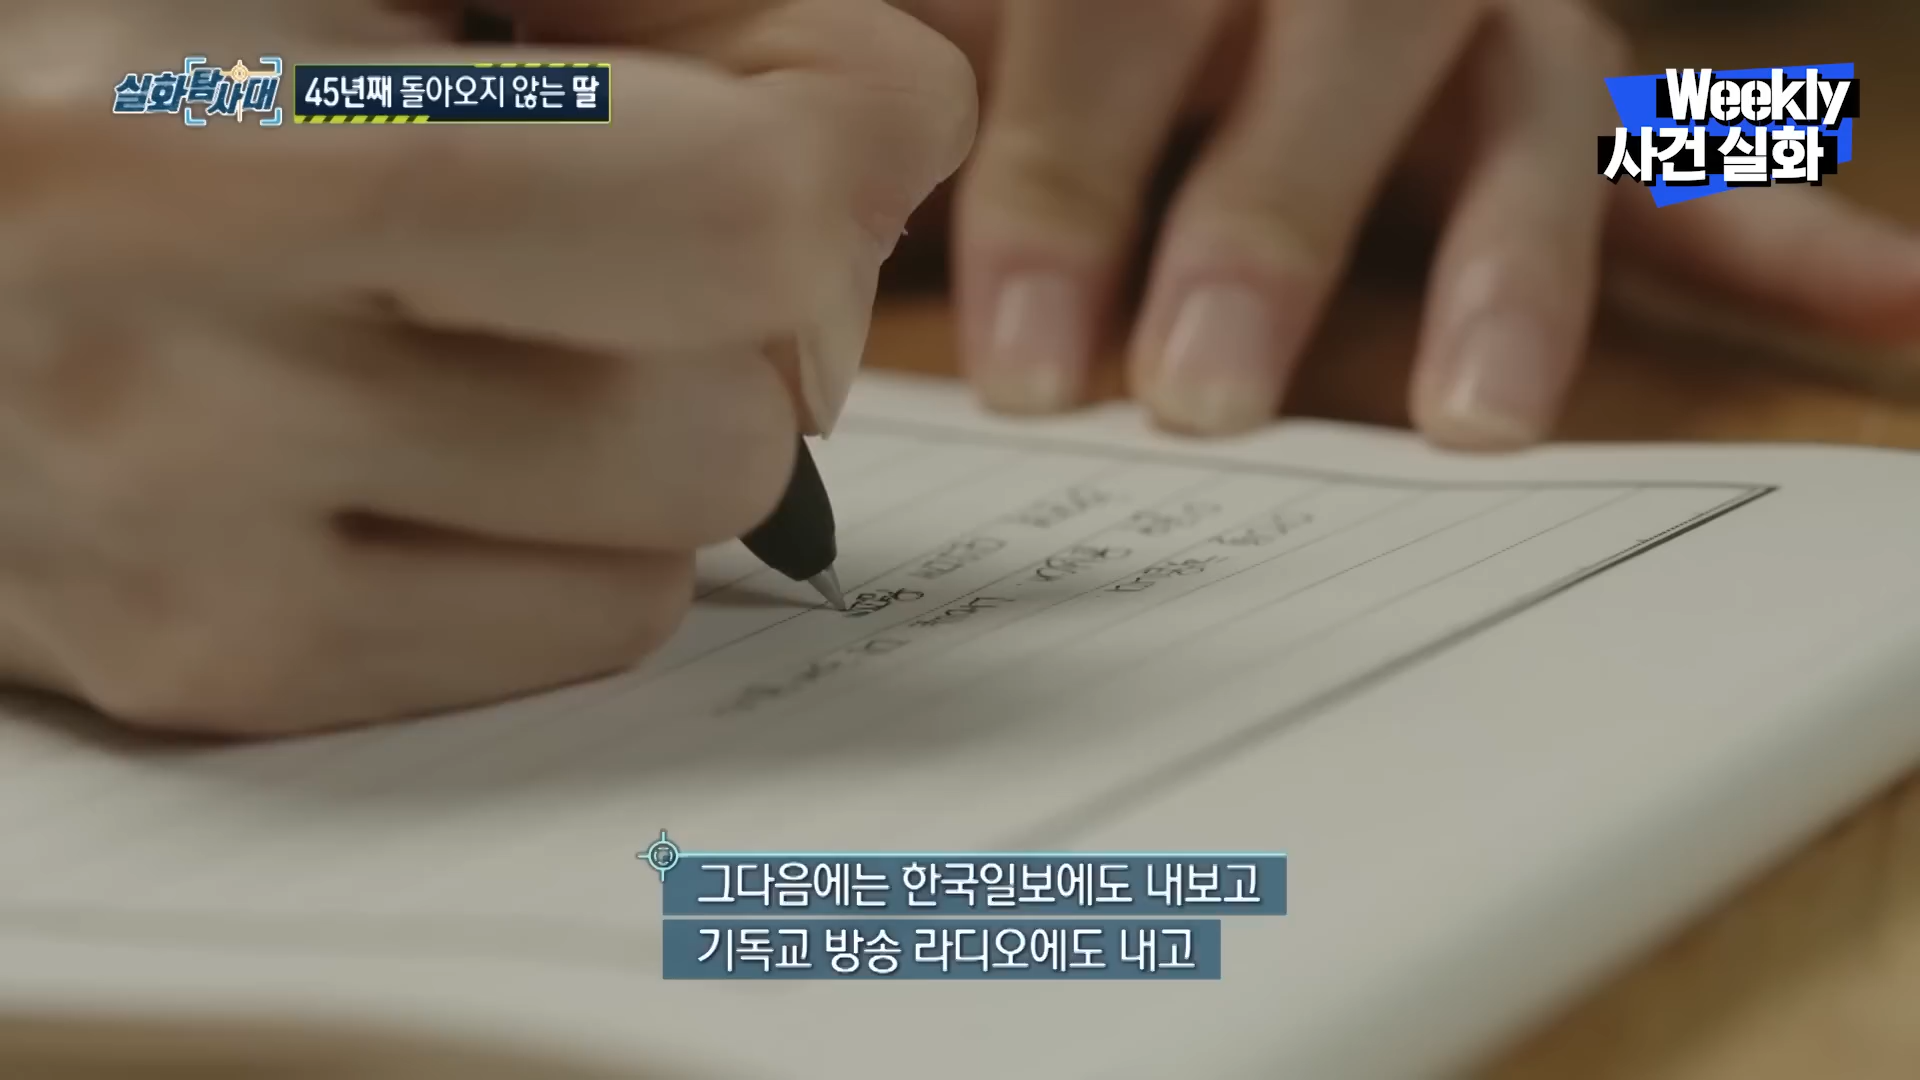 실화탐사대
45년째 돌아오지 않는 딸
Weekly
사건 실화
그다음에는 한국일보에도 내보고
기독교 방송 라디오에도 내고